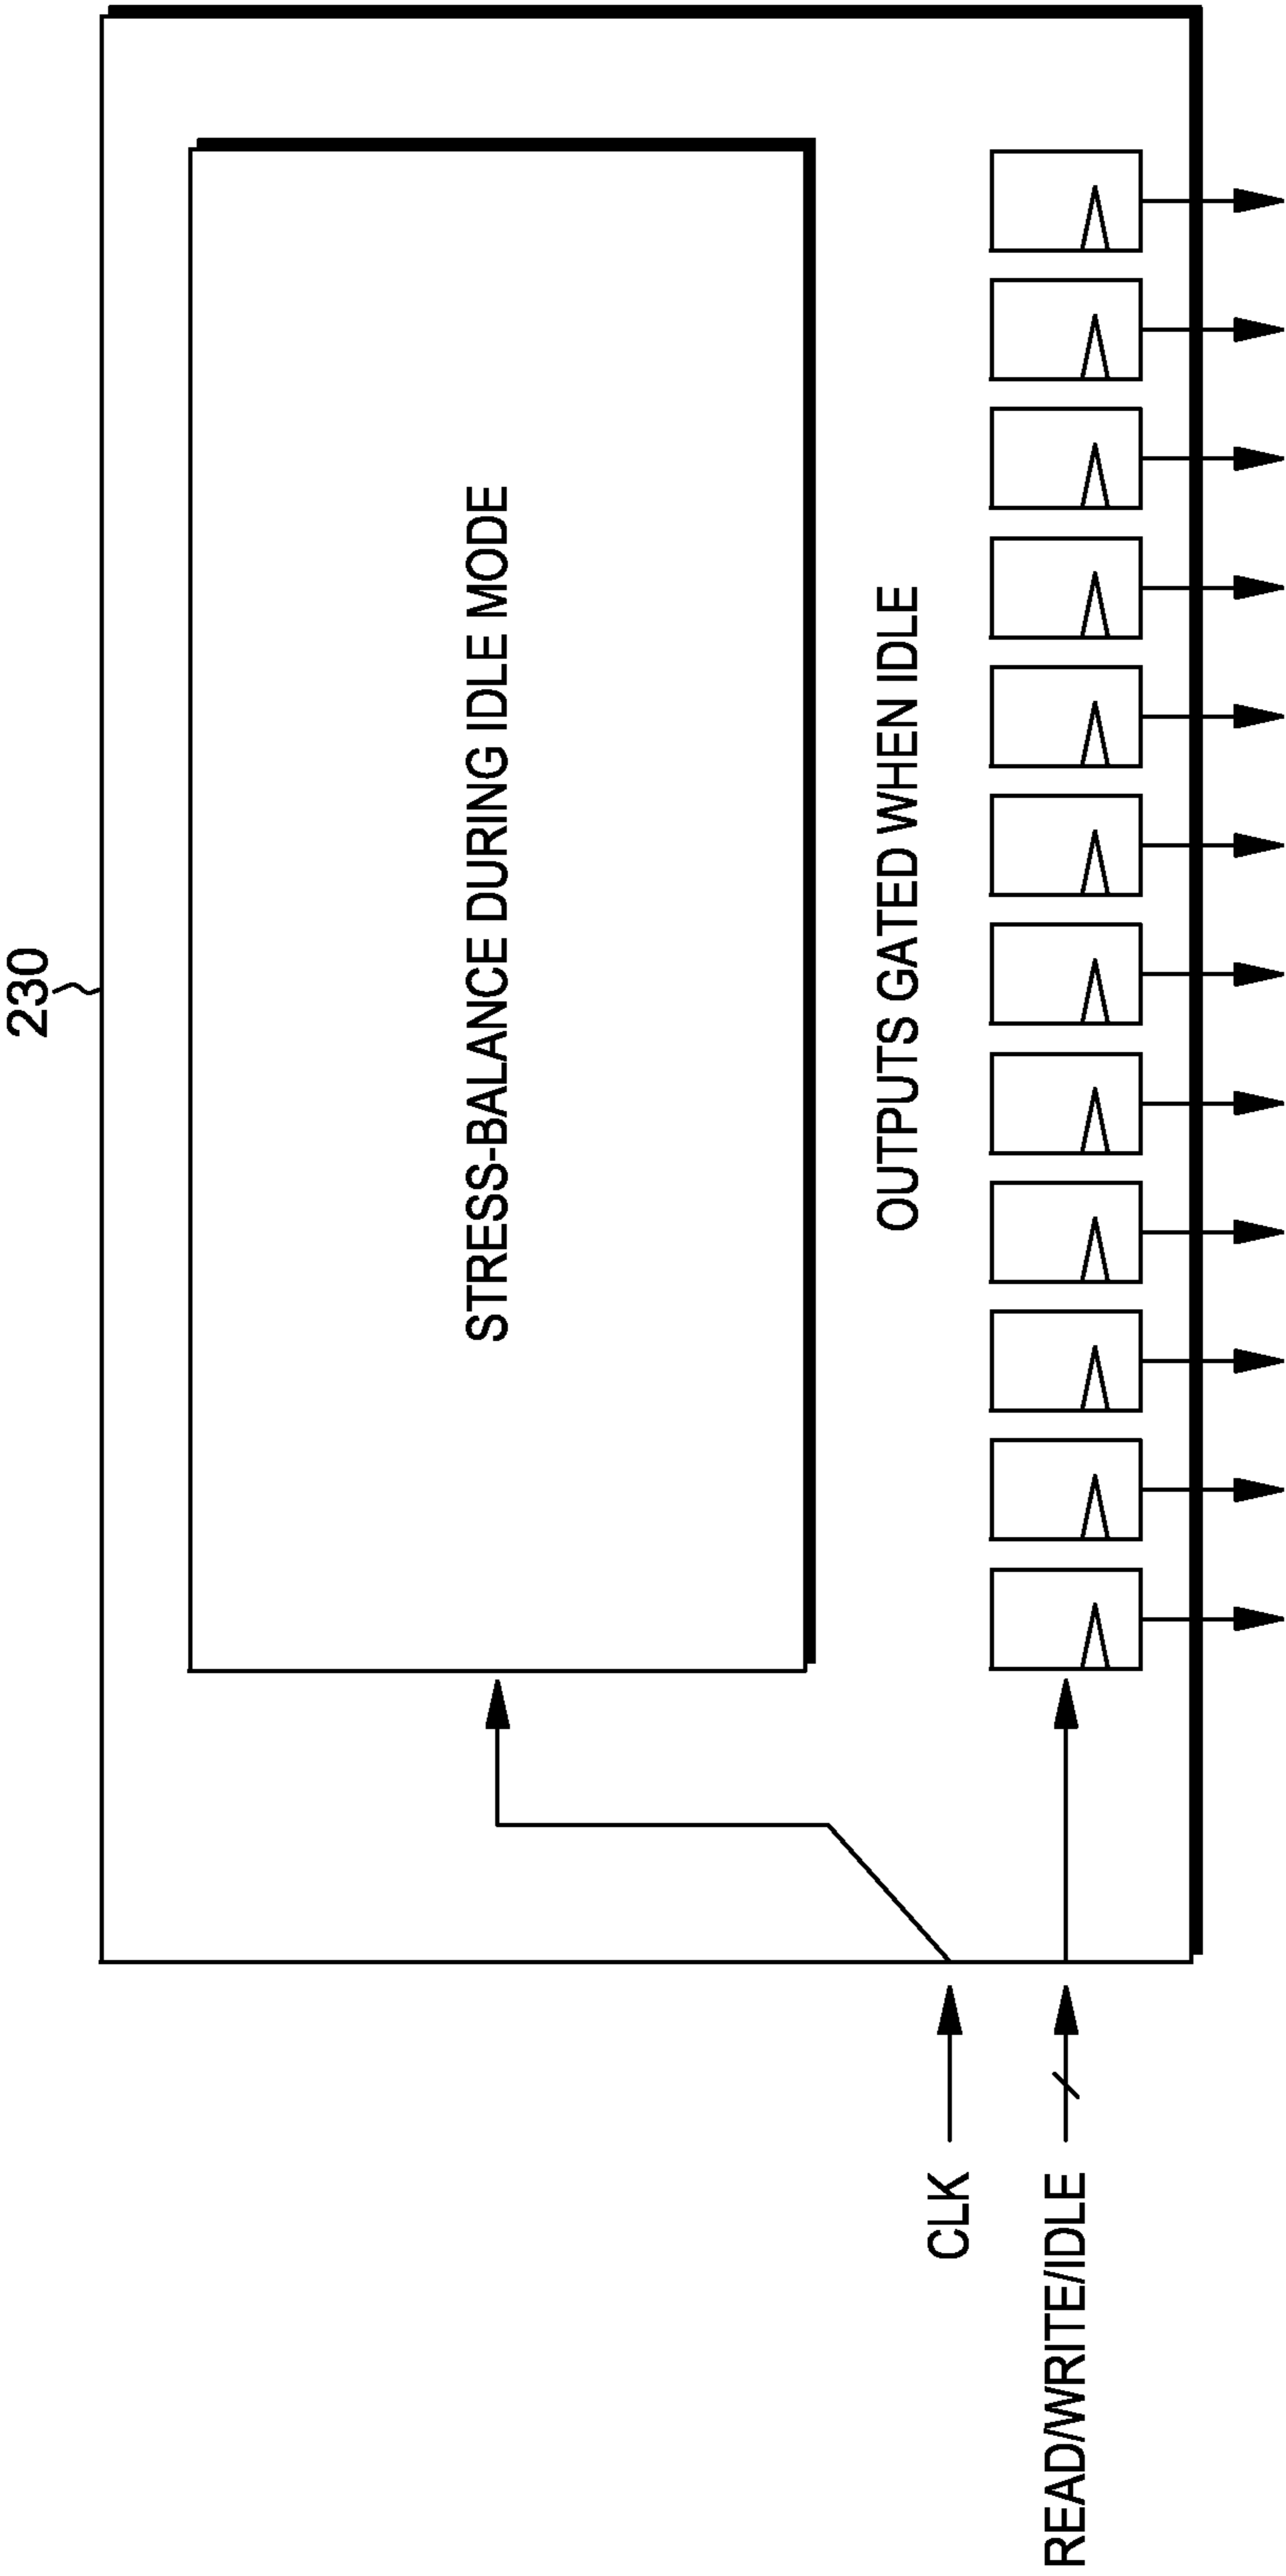 230
STRESS-BALANCE DURING IDLE MODE
OUTPUTS GATED WHEN IDLE
CLK
READ/WRITE/IDLE